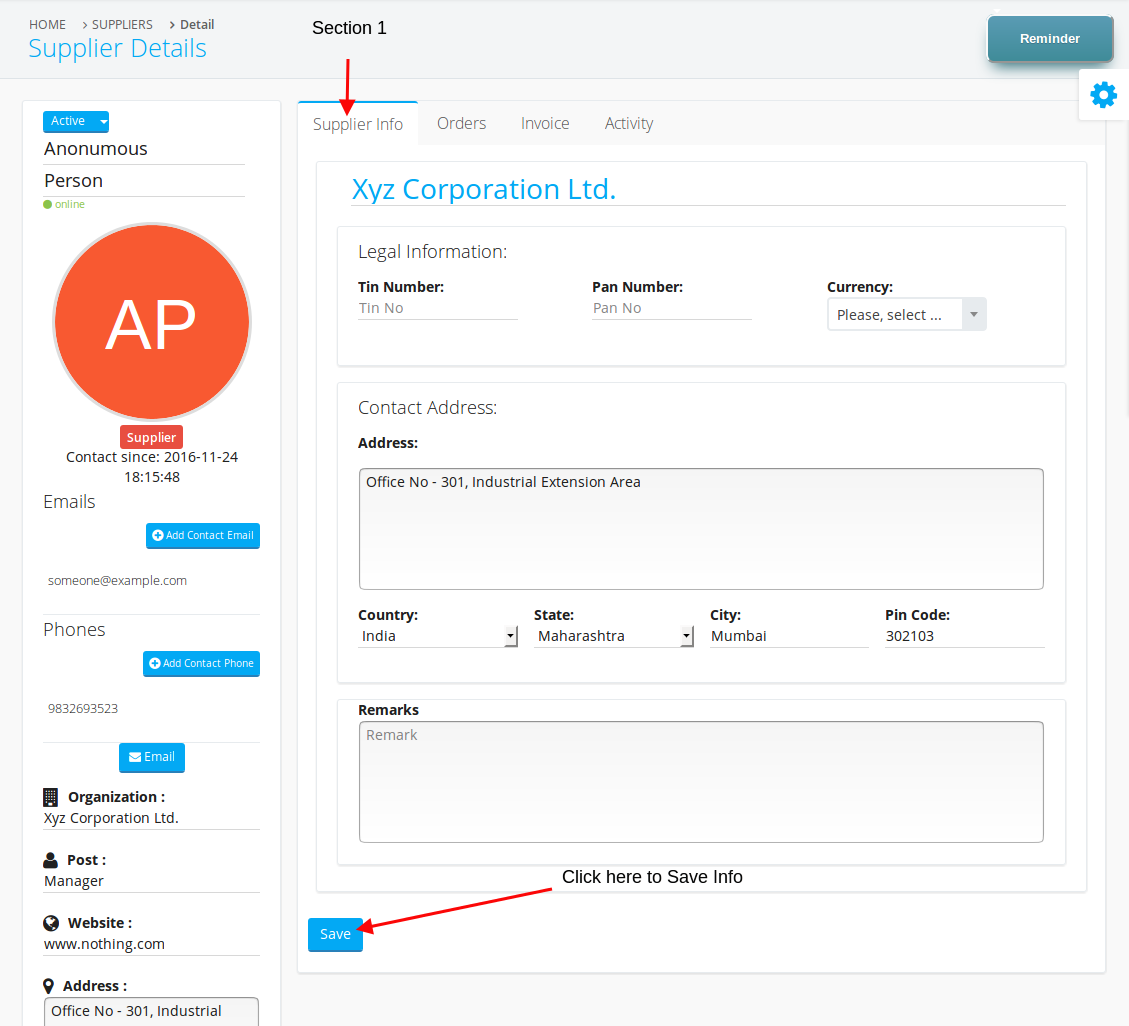 HOME > SUPPLIERS > Detail
Supplier Details
Section 1
Reminder
Active
Anonumous
Person
online
AP
Supplier
Contact since: 2016-11-24
18:15:48
Emails
Add Contact Email
someone@example.com
Phones
Add Contact Phone
9832693523
Email
Organization :
Xyz Corporation Ltd.
Post :
Manager
Website :
www.nothing.com
Address :
Office No - 301, Industrial
Supplier Info Orders Invoice Activity
Xyz Corporation Ltd.
Legal Information:
Tin Number: Pan Number: Currency:
Tin No Pan No Please, select ...
Contact Address:
Address:
Office No - 301, Industrial Extension Area
Country: State: City: Pin Code:
India Maharashtra Mumbai 302103
Remarks
Remark
Click here to Save Info
Save